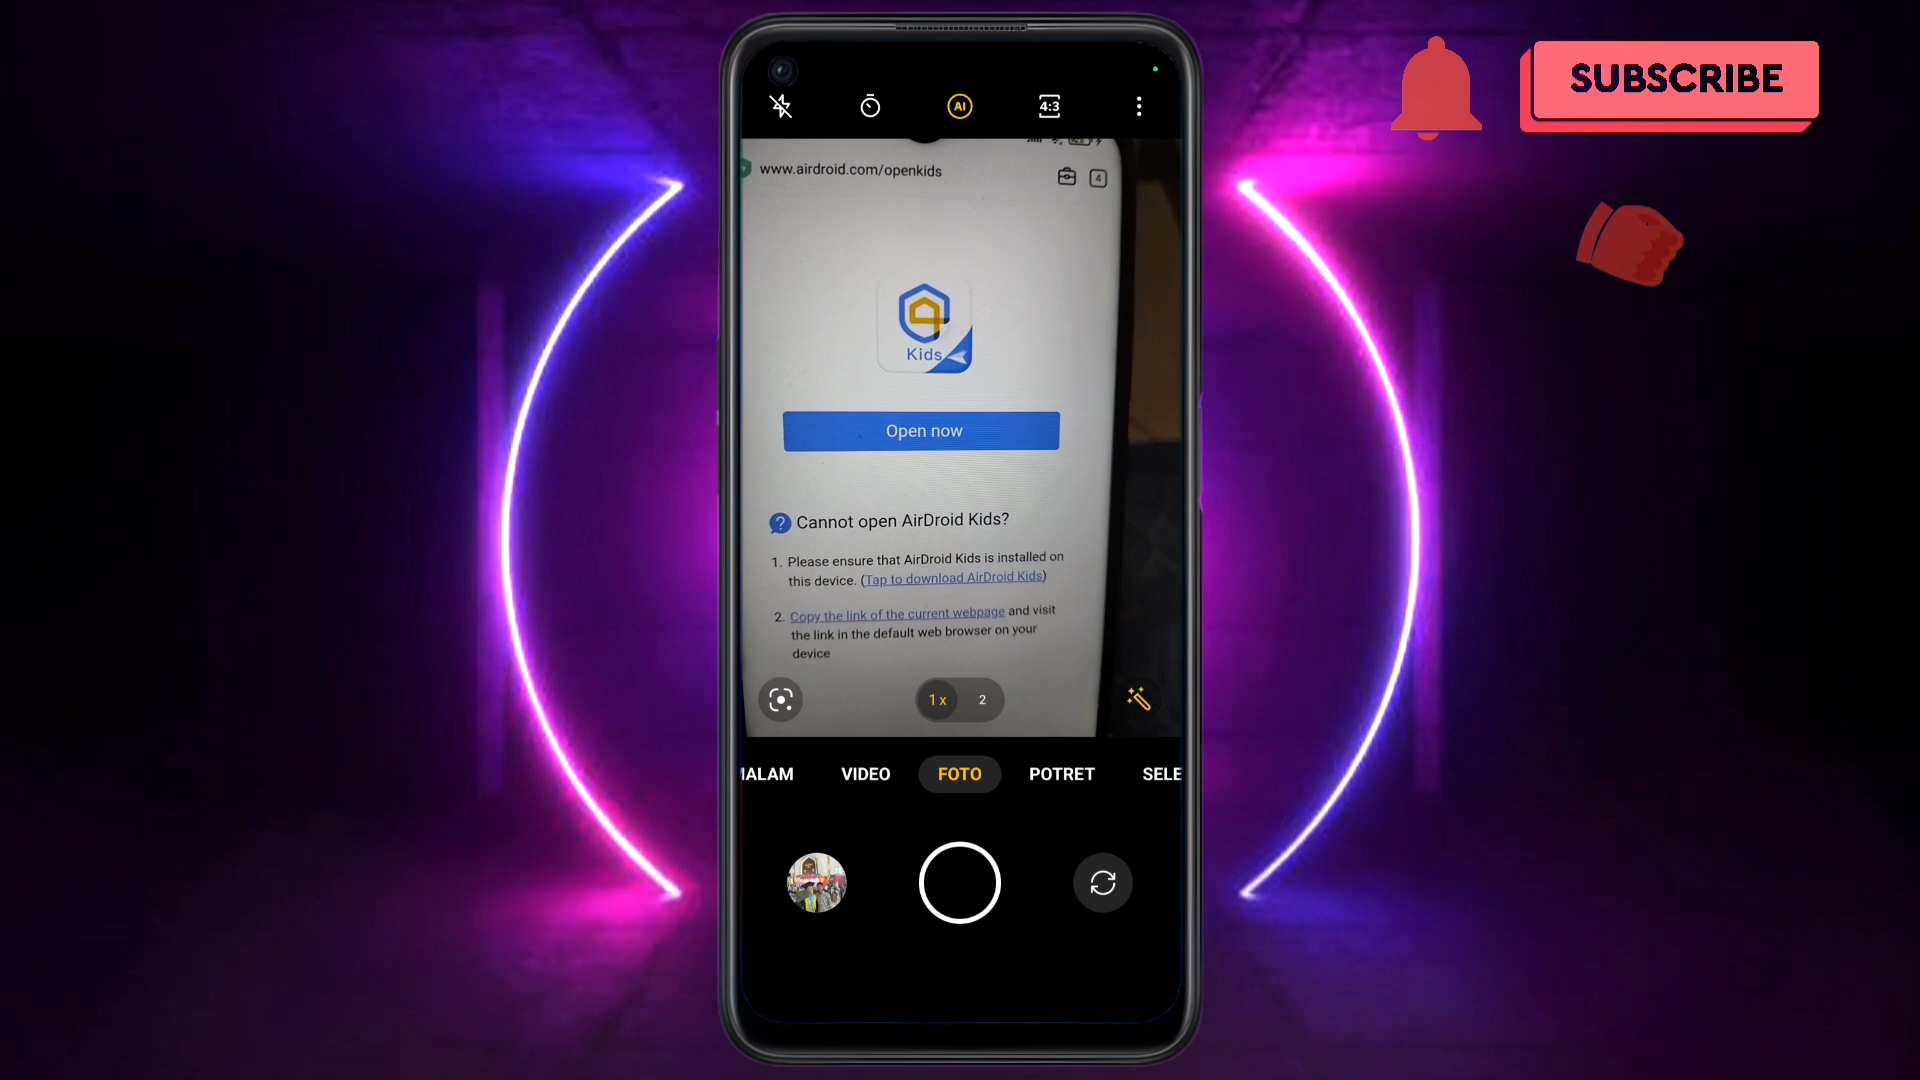 SUBSCRIBE
AI
4:3
www.airdroid.com/openkids
4
Kids
Open now
? Cannot open AirDroid Kids?
1. Please ensure that AirDroid Kids is installed on
this device. (Tap to download AirDroid Kids)
2. Copy the link of the current webpage and visit
the link in the default web browser on your
device
1x 2
ALAM VIDEO FOTO POTRET SELE